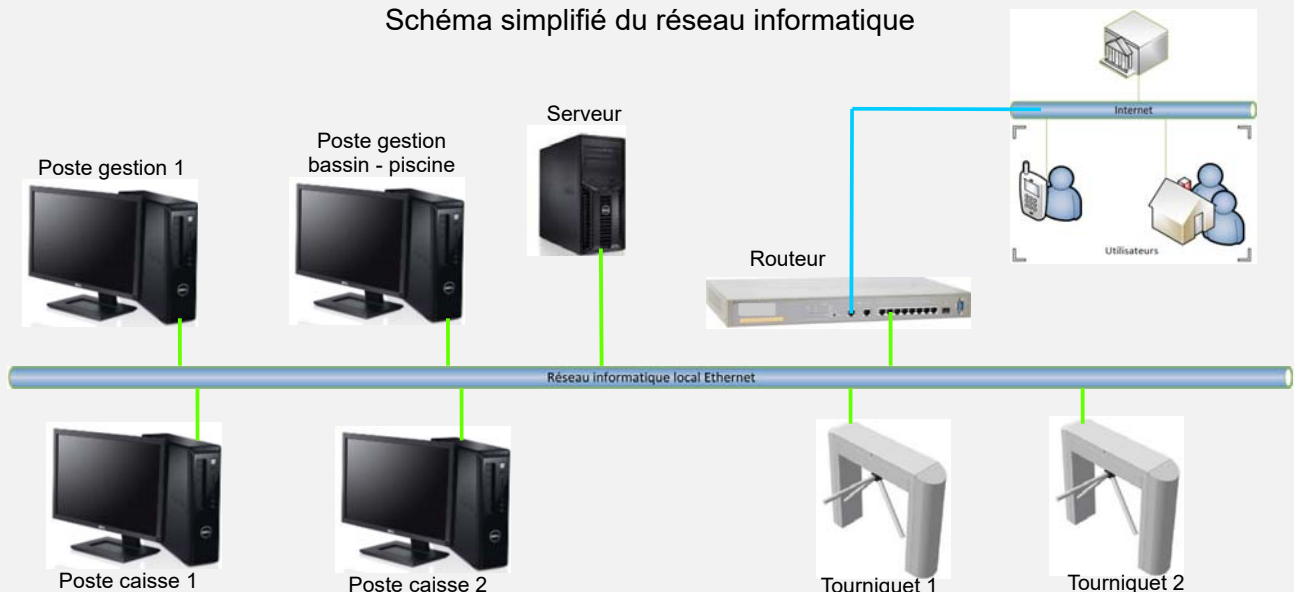 Schéma simplifié du réseau informatique
Internet
Serveur
Poste gestion
bassin - piscine
Poste gestion 1
Routeur
Utilisateurs
Réseau informatique local Ethernet
Poste caisse 1
Poste caisse 2
Tourniquet 1
Tourniquet 2